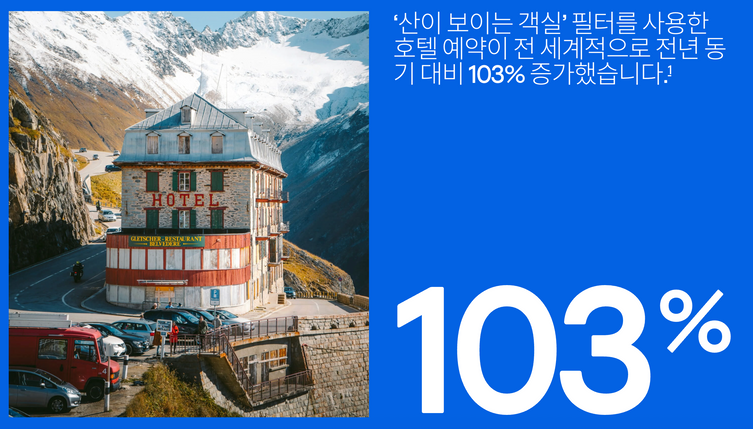 ‘산이 보이는 객실’ 필터를 사용한
호텔 예약이 전 세계적으로 전년 동
기 대비 103% 증가했습니다.¹
HOTEL
GLETSCHER-RESTAURANT
BELVEDERE
103%